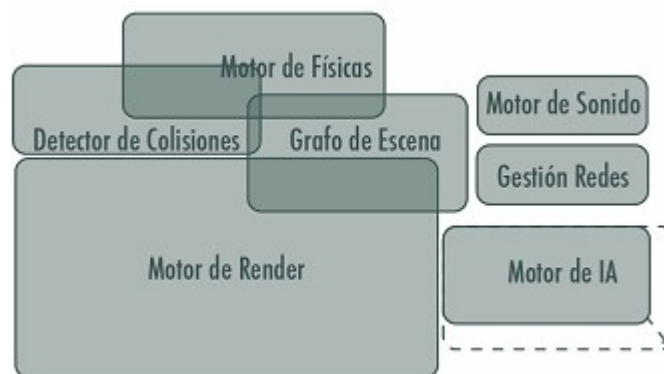 Motor de Físicas
Motor de Sonido
Detector de Colisiones
Grafo de Escena
Gestión Redes
Motor de Render
Motor de IA